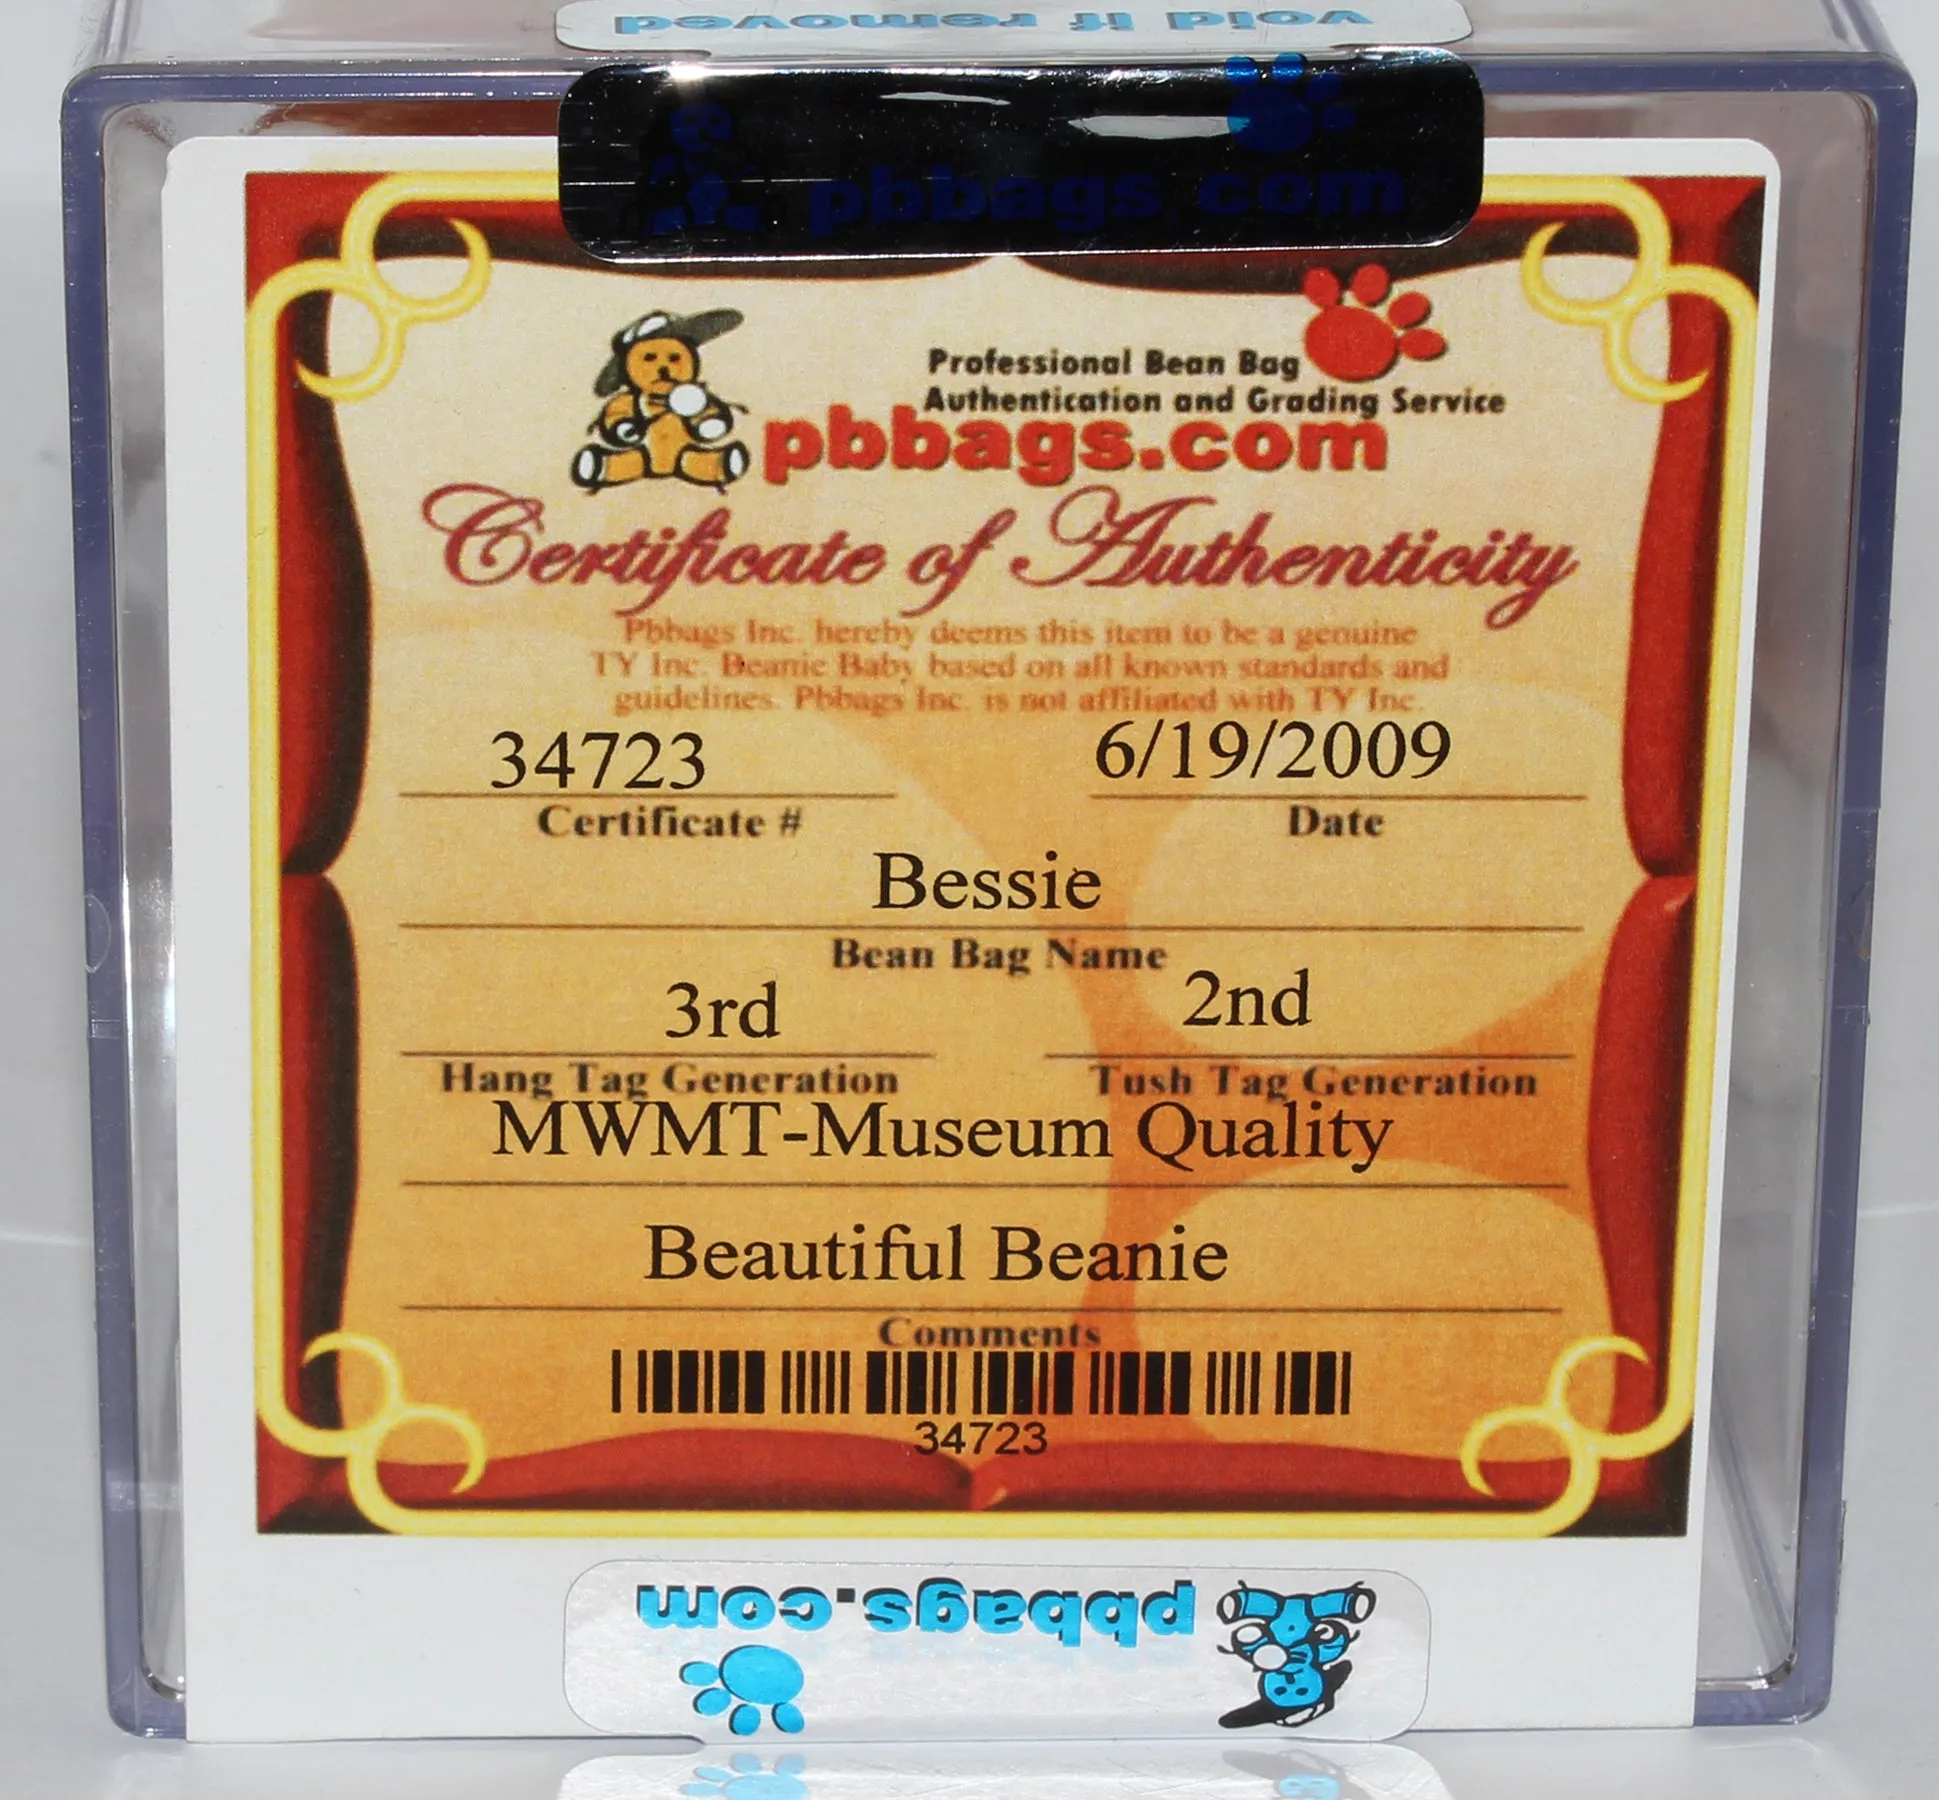 void if removed
pbbags.com
Professional Bean Bag
Authentication and Grading Service
pbbags.com
Certificate of Authenticity
Pbbags Inc. hereby deems this item to be a genuine
TY Inc. Beanie Baby based on all known standards and
guidelines. Pbbags Inc. is not affiliated with TY Inc.
34723 6/19/2009
Certificate # Date
Bessie
Bean Bag Name
3rd 2nd
Hang Tag Generation Tush Tag Generation
MWMT-Museum Quality
Beautiful Beanie
Comments
34723
pbbags.com